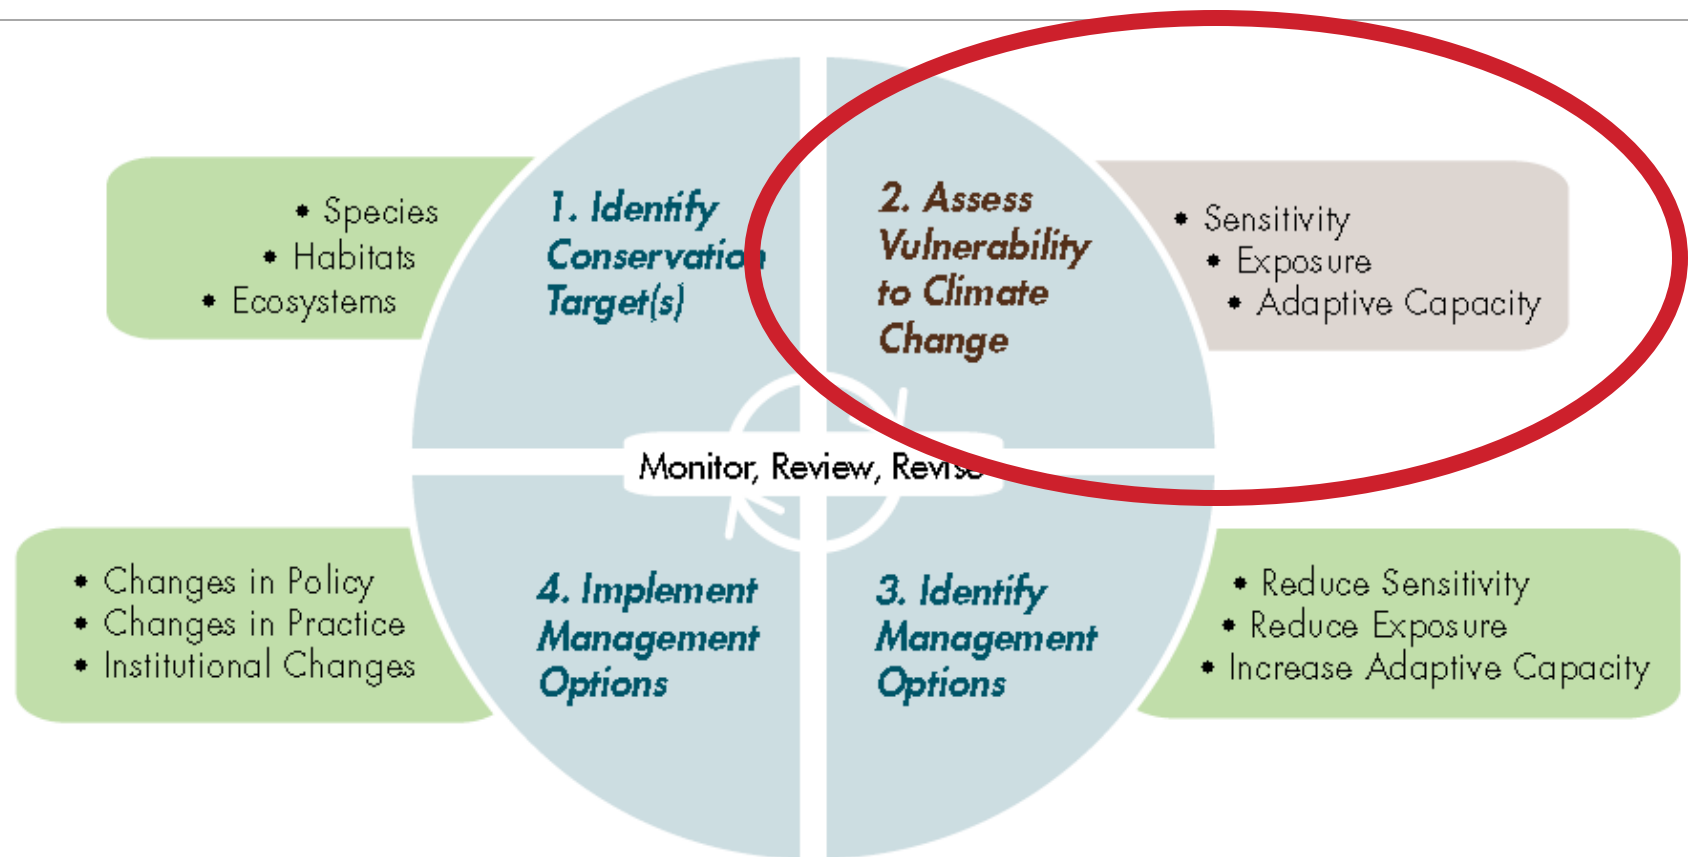 • Species
• Habitats
• Ecosystems
1. Identify
Conservation
Target(s)
2. Assess
Vulnerability
to Climate
Change
• Sensitivity
• Exposure
• Adaptive Capacity
Monitor, Review, Revise
• Changes in Policy
• Changes in Practice
• Institutional Changes
4. Implement
Management
Options
3. Identify
Management
Options
• Reduce Sensitivity
• Reduce Exposure
• Increase Adaptive Capacity